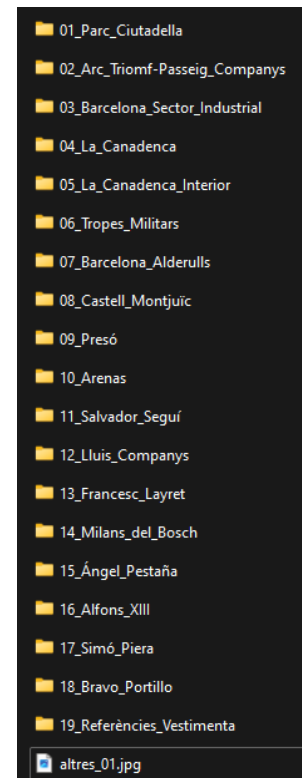 01_Parc_Ciutadella
02_Arc_Triomf-Passeig_Companys
03_Barcelona_Sector_Industrial
04_La_Canadenca
05_La_Canadenca_Interior
06_Tropes_Militars
07_Barcelona_Alderulls
08_Castell_Montjuïc
09_Presó
10_Arenas
11_Salvador_Seguí
12_Lluis_Companys
13_Francesc_Layret
14_Milans_del_Bosch
15_Ángel_Pestaña
16_Alfons_XIII
17_Simó_Piera
18_Bravo_Portillo
19_Referències_Vestimenta
altres_01.jpg